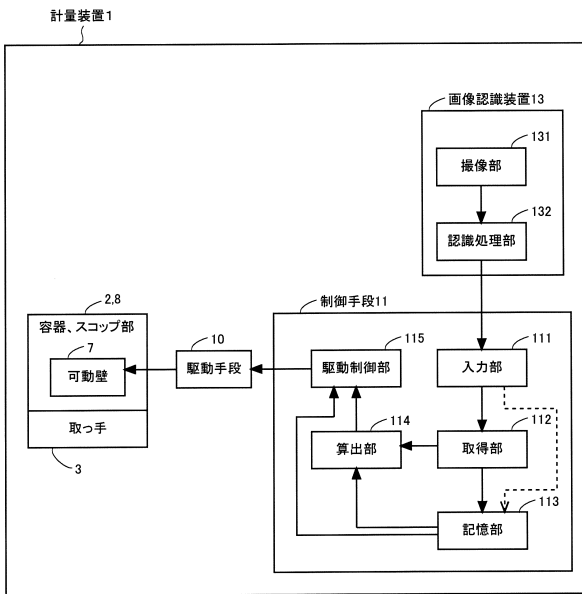 計量装置1
画像認識装置13
131
撮像部
132
認識処理部
制御手段11
2,8
容器、スコップ部
7
可動壁
取っ手
3
10
駆動手段
115
駆動制御部
111
入力部
114
算出部
112
取得部
113
記憶部